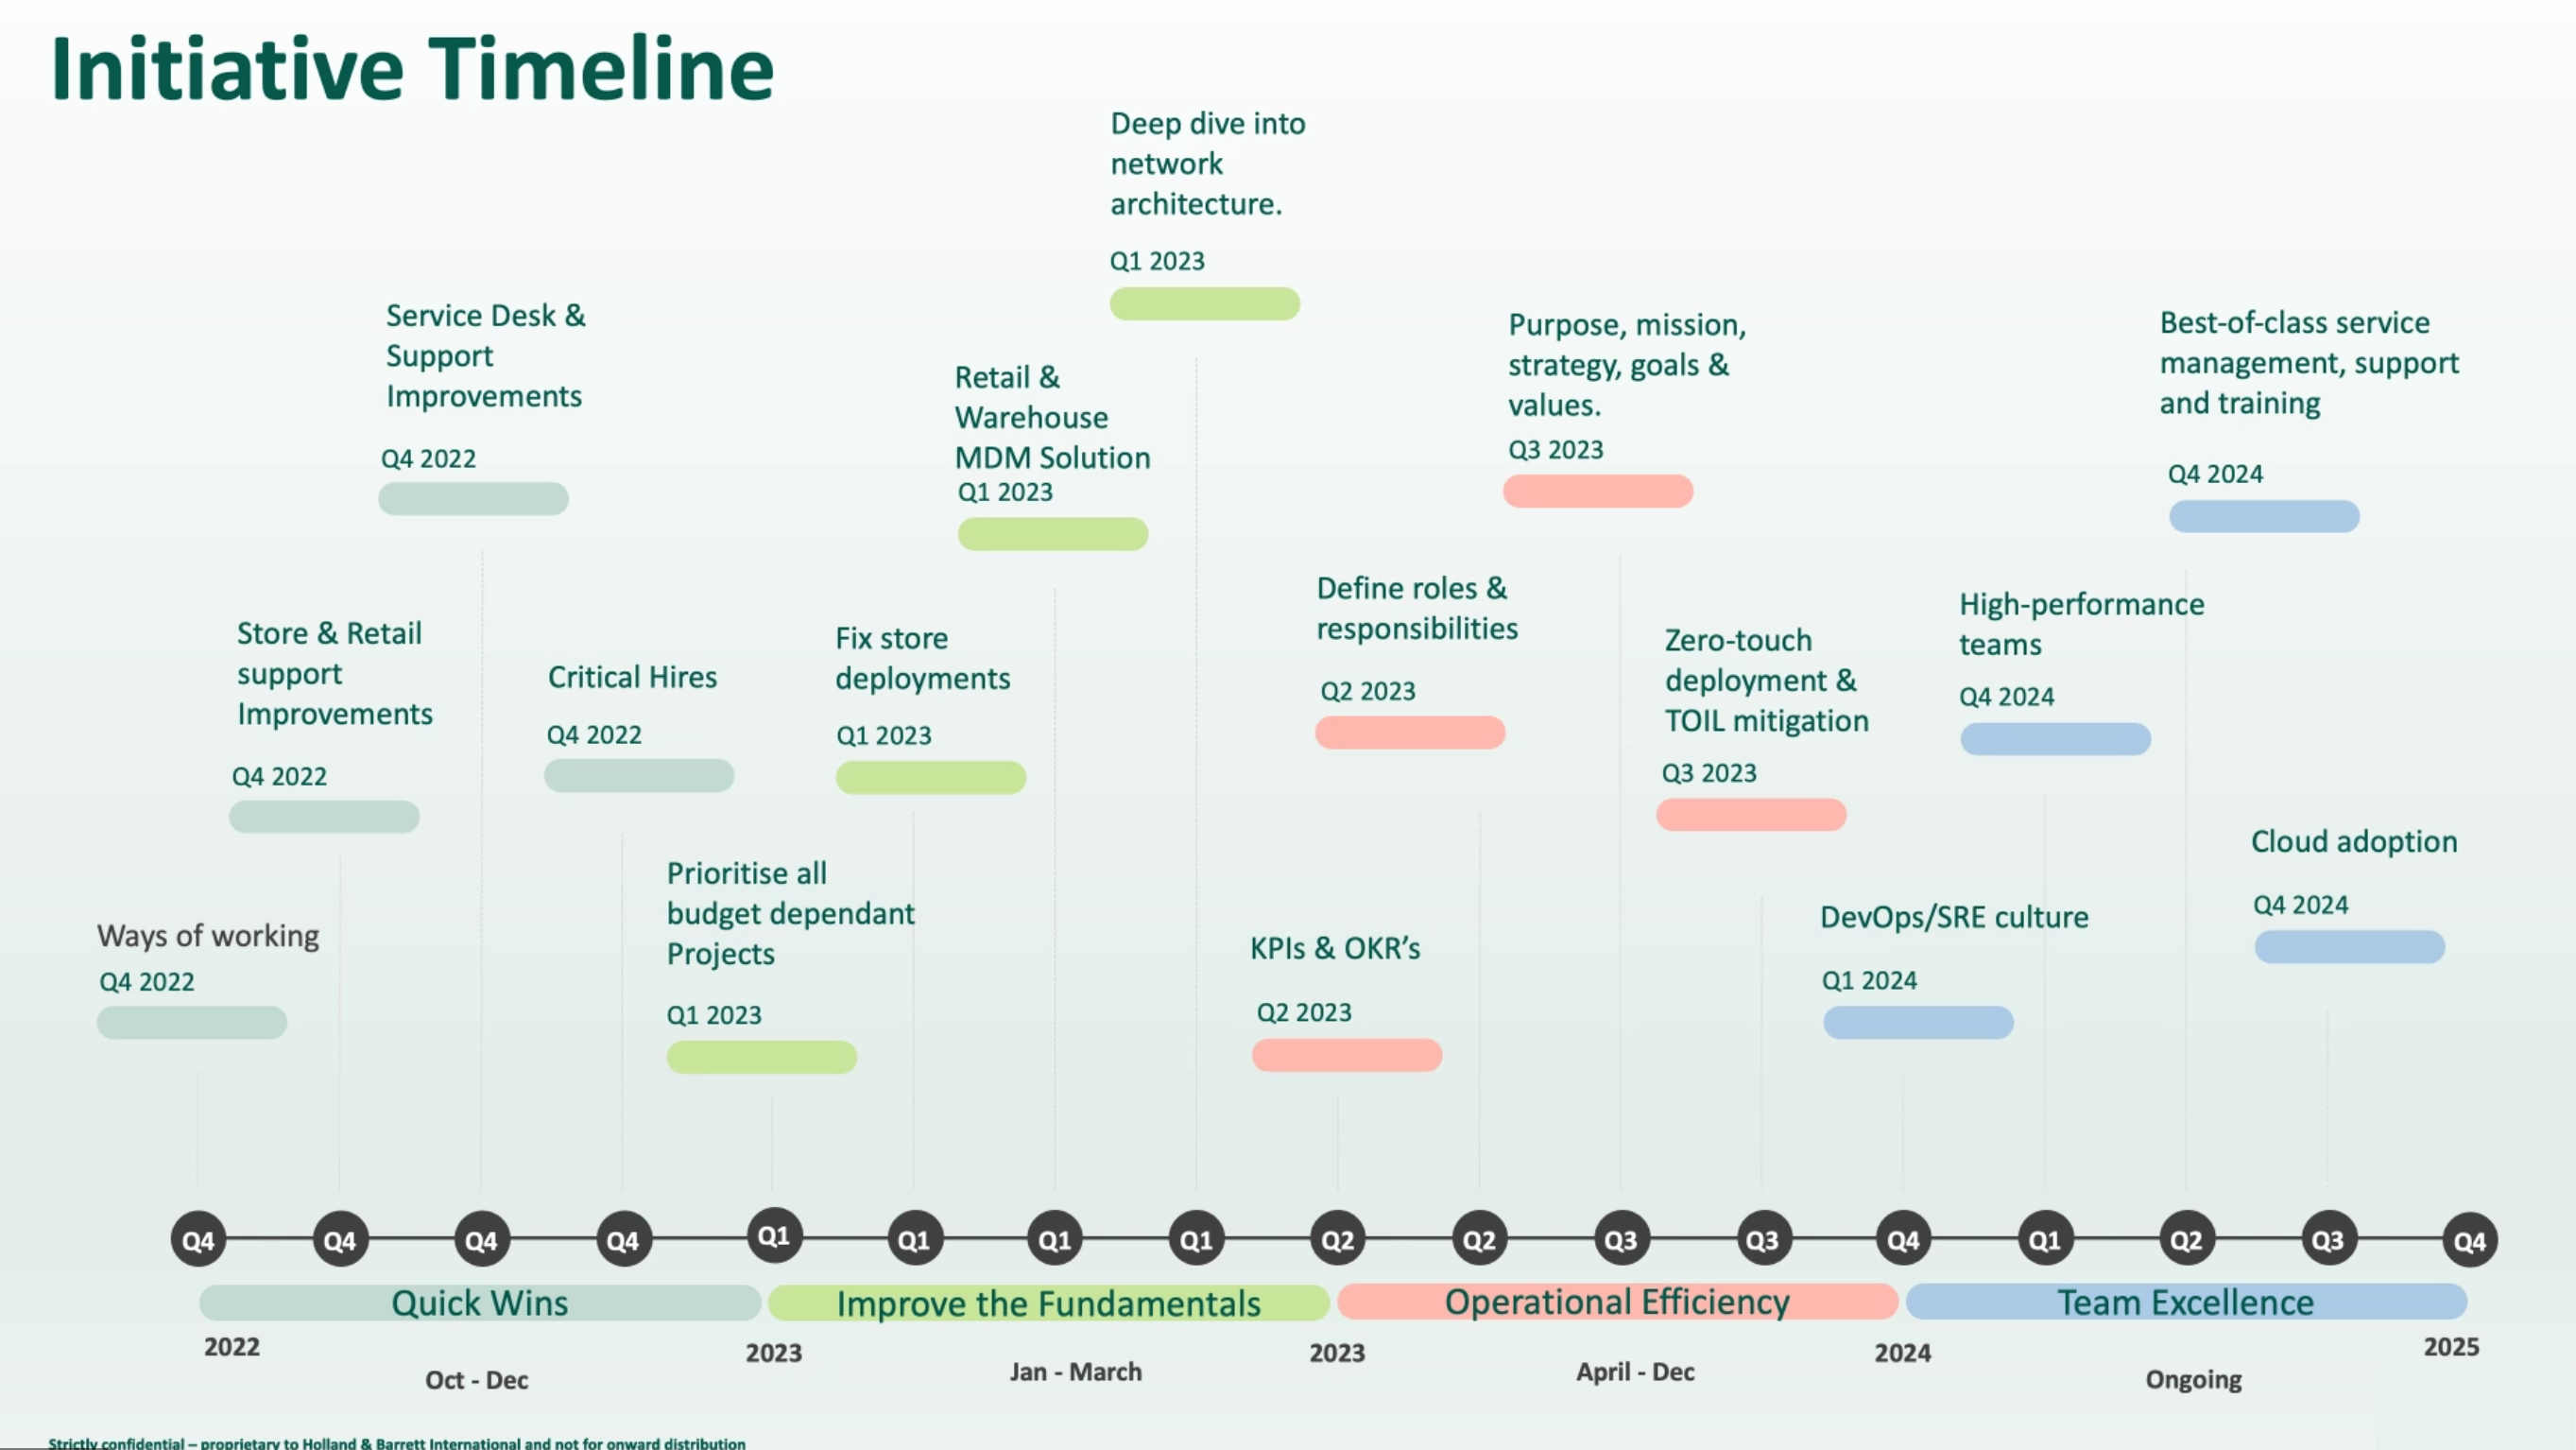 Initiative Timeline
Deep dive into
network
architecture.
Q1 2023
Service Desk &
Support
Improvements
Q4 2022
Retail &
Warehouse
MDM Solution
Q1 2023
Purpose, mission,
strategy, goals &
values.
Q3 2023
Best-of-class service
management, support
and training
Q4 2024
Store & Retail
support
Improvements
Q4 2022
Critical Hires
Q4 2022
Fix store
deployments
Q1 2023
Define roles &
responsibilities
Q2 2023
Zero-touch
deployment &
TOIL mitigation
Q3 2023
High-performance
teams
Q4 2024
Ways of working
Q4 2022
Prioritise all
budget dependant
Projects
Q1 2023
KPIs & OKR’s
Q2 2023
DevOps/SRE culture
Q1 2024
Cloud adoption
Q4 2024
Q4 Q4 Q4 Q4 Q1 Q1 Q1 Q1 Q2 Q2 Q3 Q3 Q4 Q1 Q2 Q3 Q4
Quick Wins Improve the Fundamentals Operational Efficiency Team Excellence
2022 2023 2023 2024 2025
Oct - Dec Jan - March April - Dec Ongoing
Strictly confidential – proprietary to Holland & Barrett International and not for onward distribution